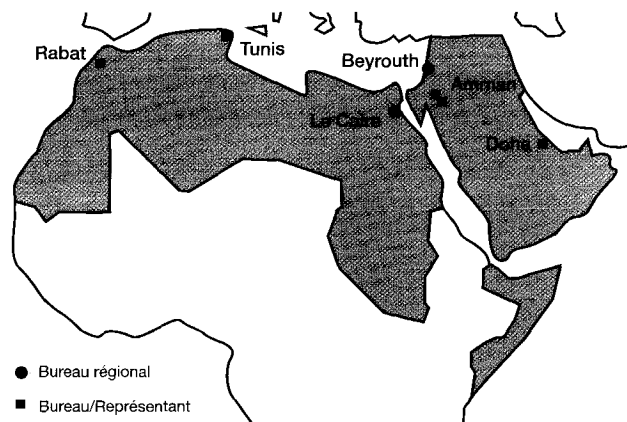 Tunis
Rabat
Beyrouth
Amman
Le Caire
Doha
Bureau régional
Bureau/Représentant